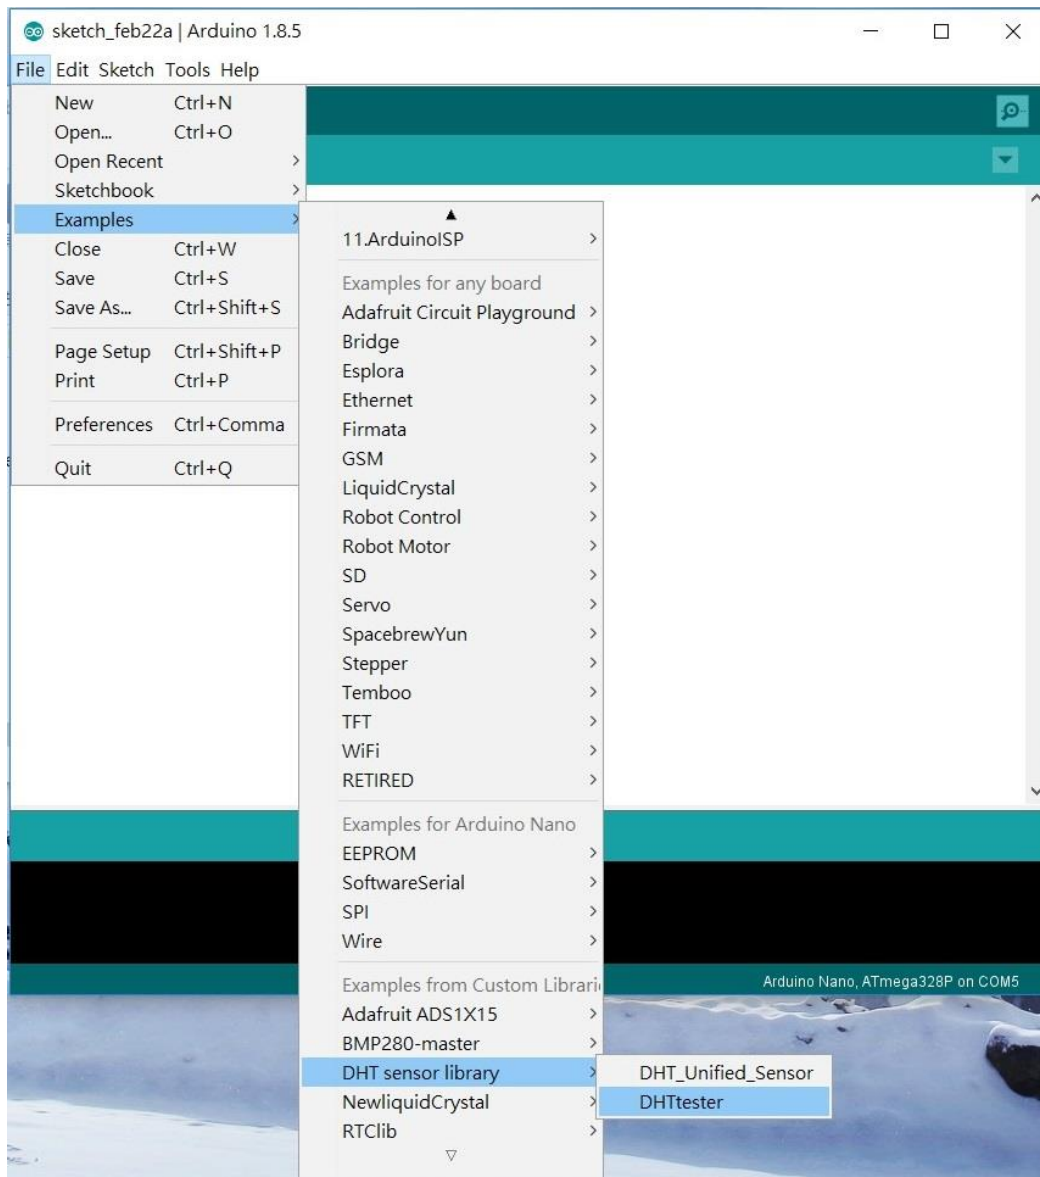 sketch_feb22a | Arduino 1.8.5
File Edit Sketch Tools Help
New Ctrl+N
Open... Ctrl+O
Open Recent
Sketchbook
Examples
Close Ctrl+W
Save Ctrl+S
Save As... Ctrl+Shift+S
Page Setup Ctrl+Shift+P
Print Ctrl+P
Preferences Ctrl+Comma
Quit Ctrl+Q
11.ArduinoISP
Examples for any board
Adafruit Circuit Playground
Bridge
Esplora
Ethernet
Firmata
GSM
LiquidCrystal
Robot Control
Robot Motor
SD
Servo
SpacebrewYun
Stepper
Temboo
TFT
WiFi
RETIRED
Examples for Arduino Nano
EEPROM
SoftwareSerial
SPI
Wire
Examples from Custom Librari
Adafruit ADS1X15
BMP280-master
DHT sensor library
NewliquidCrystal
RTClib
DHT_Unified_Sensor
DHTtester
Arduino Nano, ATmega328P on COM5